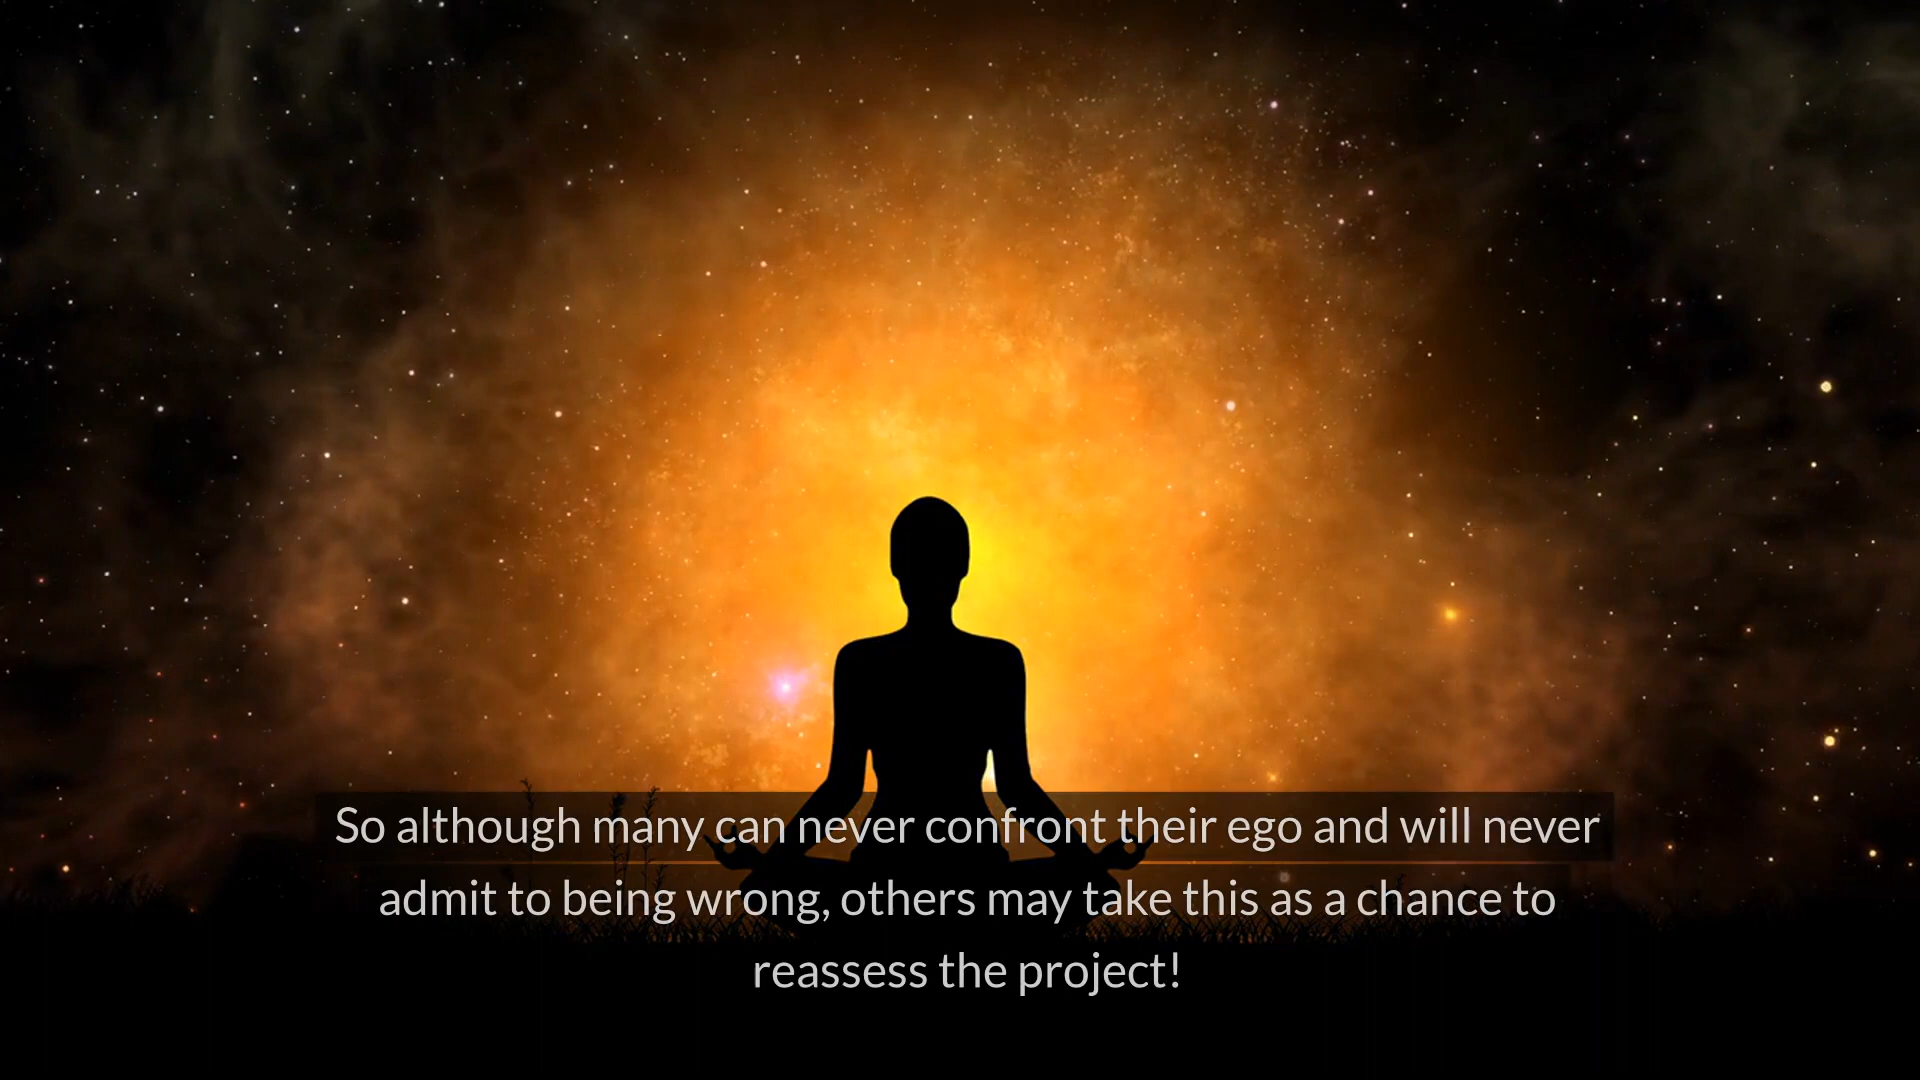 So although many can never confront their ego and will never
admit to being wrong, others may take this as a chance to
reassess the project!